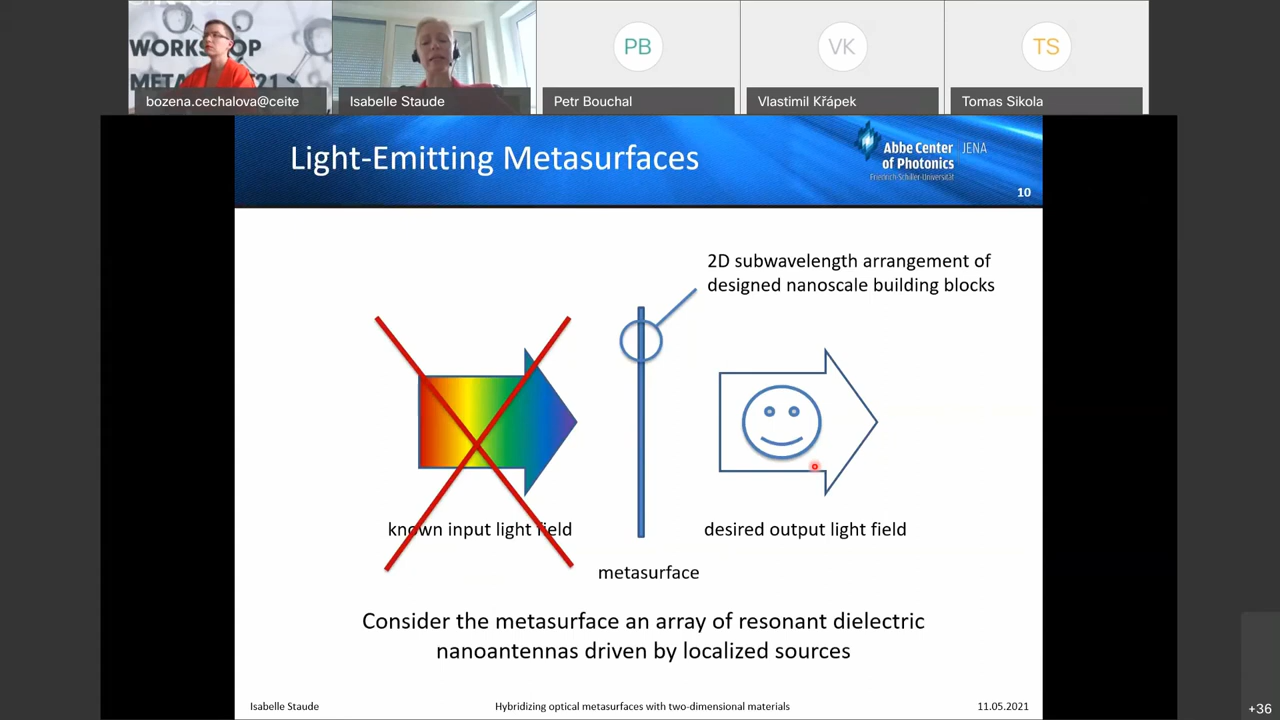 WORKSHOP
bozena.cechalova@ceite
Isabelle Staude
PB
Petr Bouchal
VK
Vlastimil Křápek
TS
Tomas Sikola
Light-Emitting Metasurfaces
Abbe Center
of Photonics
JENA
Friedrich-Schiller-Universität
10
2D subwavelength arrangement of
designed nanoscale building blocks
known input light field
desired output light field
metasurface
Consider the metasurface an array of resonant dielectric
nanoantennas driven by localized sources
Isabelle Staude
Hybridizing optical metasurfaces with two-dimensional materials
11.05.2021
+36